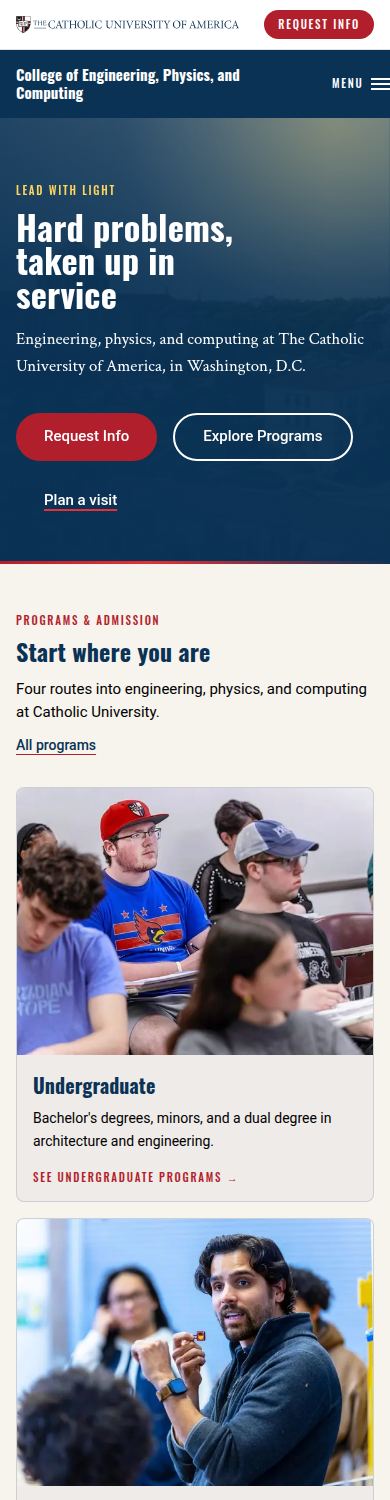 THE CATHOLIC UNIVERSITY OF AMERICA
REQUEST INFO
College of Engineering, Physics, and
Computing
MENU
LEAD WITH LIGHT
Hard problems,
taken up in
service
Engineering, physics, and computing at The Catholic
University of America, in Washington, D.C.
Request Info
Explore Programs
Plan a visit
PROGRAMS & ADMISSION
Start where you are
Four routes into engineering, physics, and computing
at Catholic University.
All programs
HOPE
Undergraduate
Bachelor's degrees, minors, and a dual degree in
architecture and engineering.
SEE UNDERGRADUATE PROGRAMS →